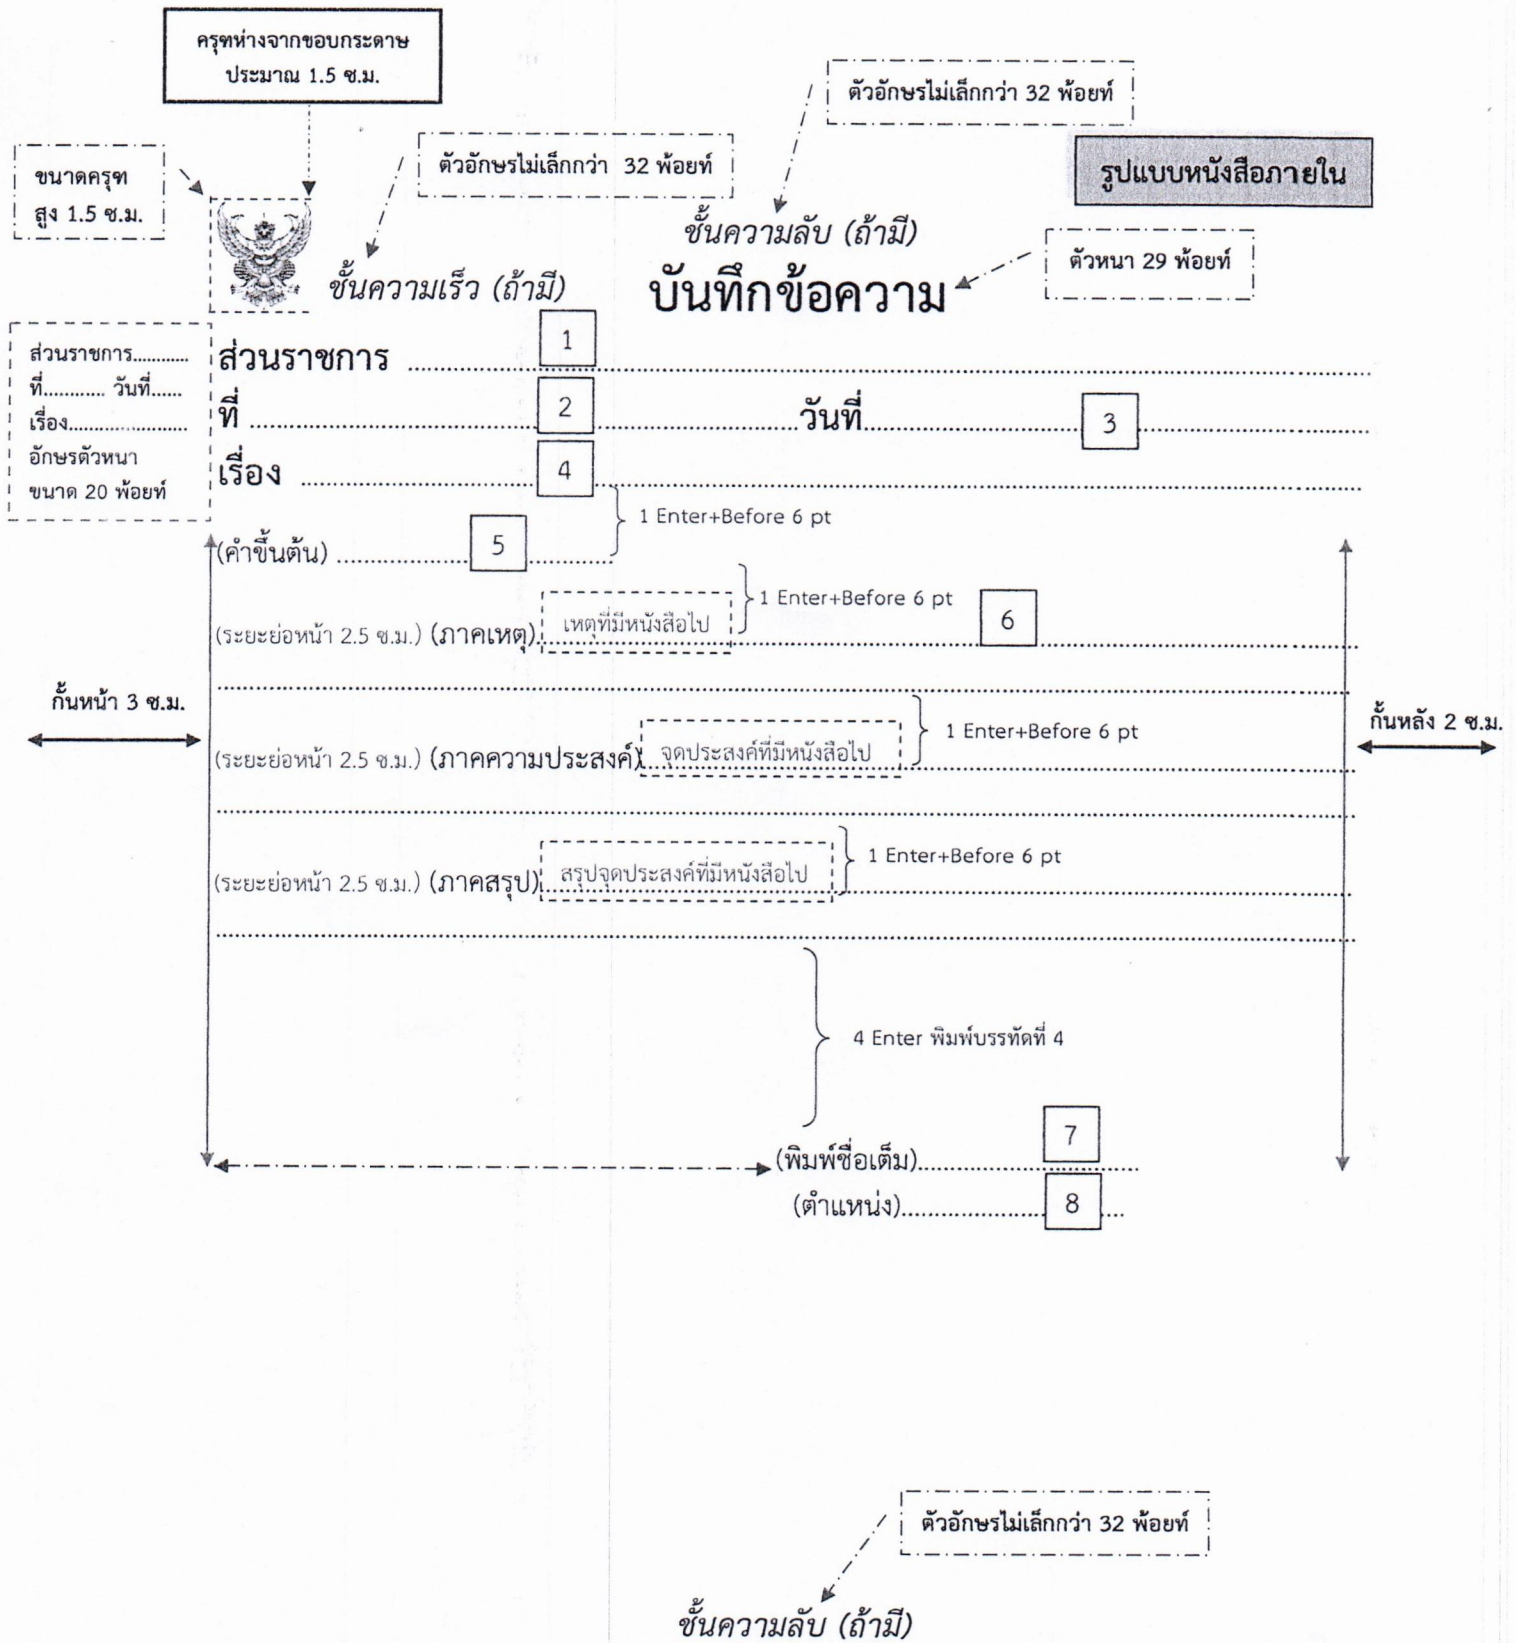 ครุฑห่างจากขอบกระดาษ
ประมาณ 1.5 ซ.ม.
ตัวอักษรไม่เล็กกว่า 32 พ้อยท์
ตัวอักษรไม่เล็กกว่า 32 พ้อยท์
รูปแบบหนังสือภายใน
ขนาดครุฑ
สูง 1.5 ซ.ม.
ชั้นความลับ (ถ้ามี)
ตัวหนา 29 พ้อยท์
ชั้นความเร็ว (ถ้ามี)
บันทึกข้อความ
ส่วนราชการ............
ที่............ วันที่......
เรื่อง......................
อักษรตัวหนา
ขนาด 20 พ้อยท์
ส่วนราชการ ........ 1 ........
ที่ ........ 2 ........ วันที่ ........ 3 ........
เรื่อง ........ 4 ........
1 Enter+Before 6 pt
(คำขึ้นต้น) ........ 5 ........
1 Enter+Before 6 pt
(ระยะย่อหน้า 2.5 ซ.ม.) (ภาคเหตุ) เหตุที่มีหนังสือไป ........ 6 ........
กั้นหน้า 3 ซ.ม.
กั้นหลัง 2 ซ.ม.
1 Enter+Before 6 pt
(ระยะย่อหน้า 2.5 ซ.ม.) (ภาคความประสงค์) จุดประสงค์ที่มีหนังสือไป ........
1 Enter+Before 6 pt
(ระยะย่อหน้า 2.5 ซ.ม.) (ภาคสรุป) สรุปจุดประสงค์ที่มีหนังสือไป ........
4 Enter พิมพ์บรรทัดที่ 4
(พิมพ์ชื่อเต็ม) ........ 7 ........
(ตำแหน่ง) ........ 8 ....
ตัวอักษรไม่เล็กกว่า 32 พ้อยท์
ชั้นความลับ (ถ้ามี)